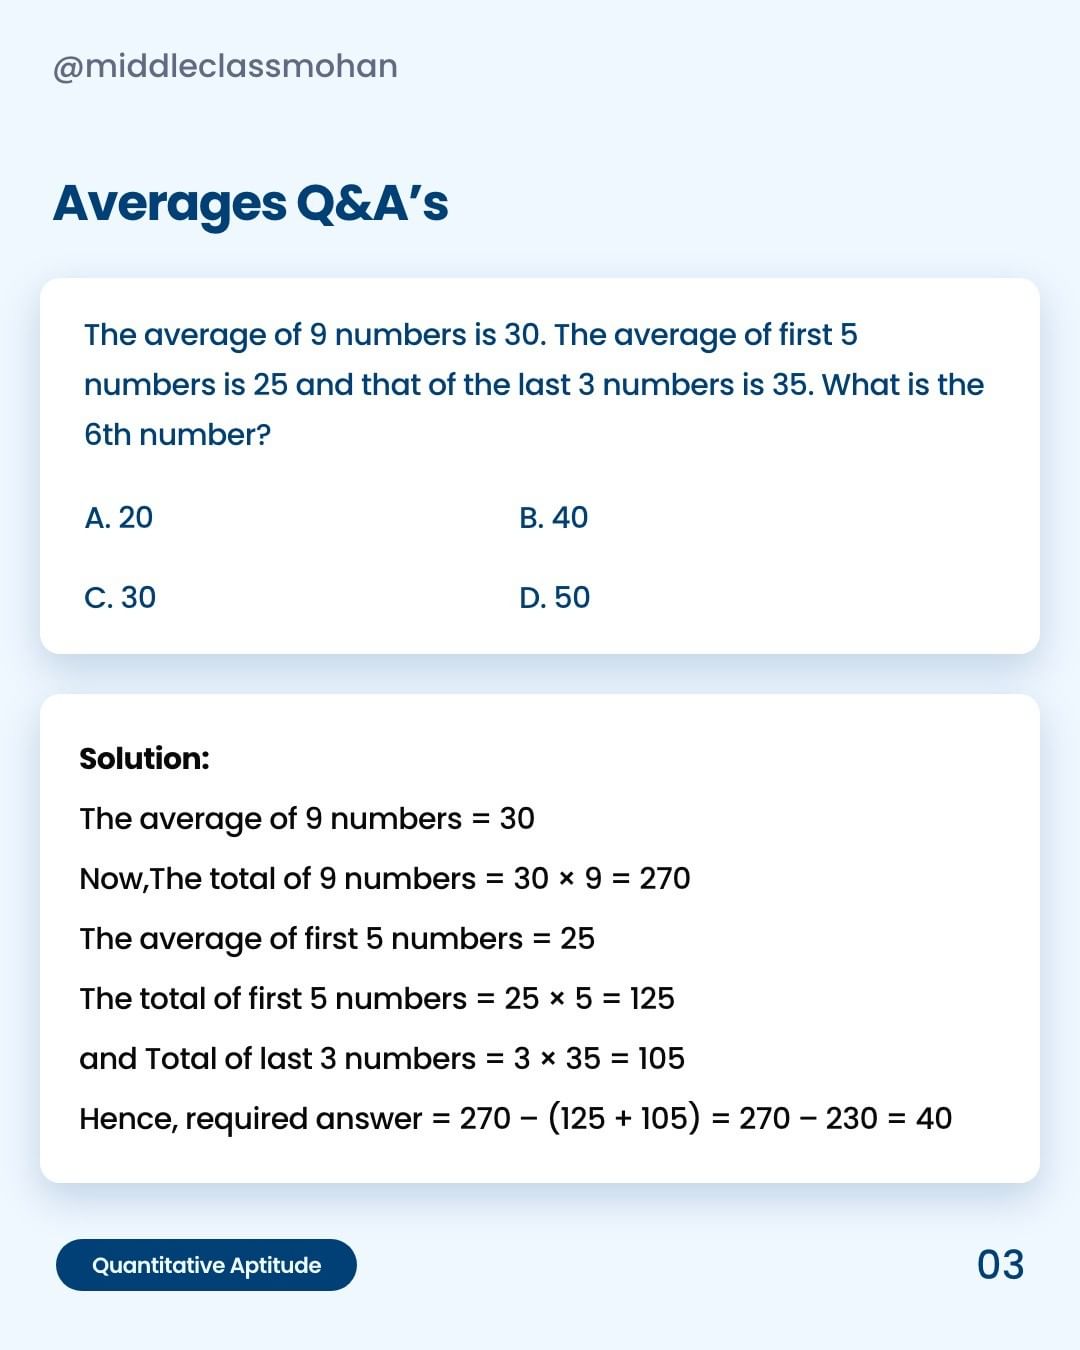 @middleclassmohan
Averages Q&A’s
The average of 9 numbers is 30. The average of first 5
numbers is 25 and that of the last 3 numbers is 35. What is the
6th number?
A. 20
B. 40
C. 30
D. 50
Solution:
The average of 9 numbers = 30
Now,The total of 9 numbers = 30 × 9 = 270
The average of first 5 numbers = 25
The total of first 5 numbers = 25 × 5 = 125
and Total of last 3 numbers = 3 × 35 = 105
Hence, required answer = 270 – (125 + 105) = 270 – 230 = 40
Quantitative Aptitude
03